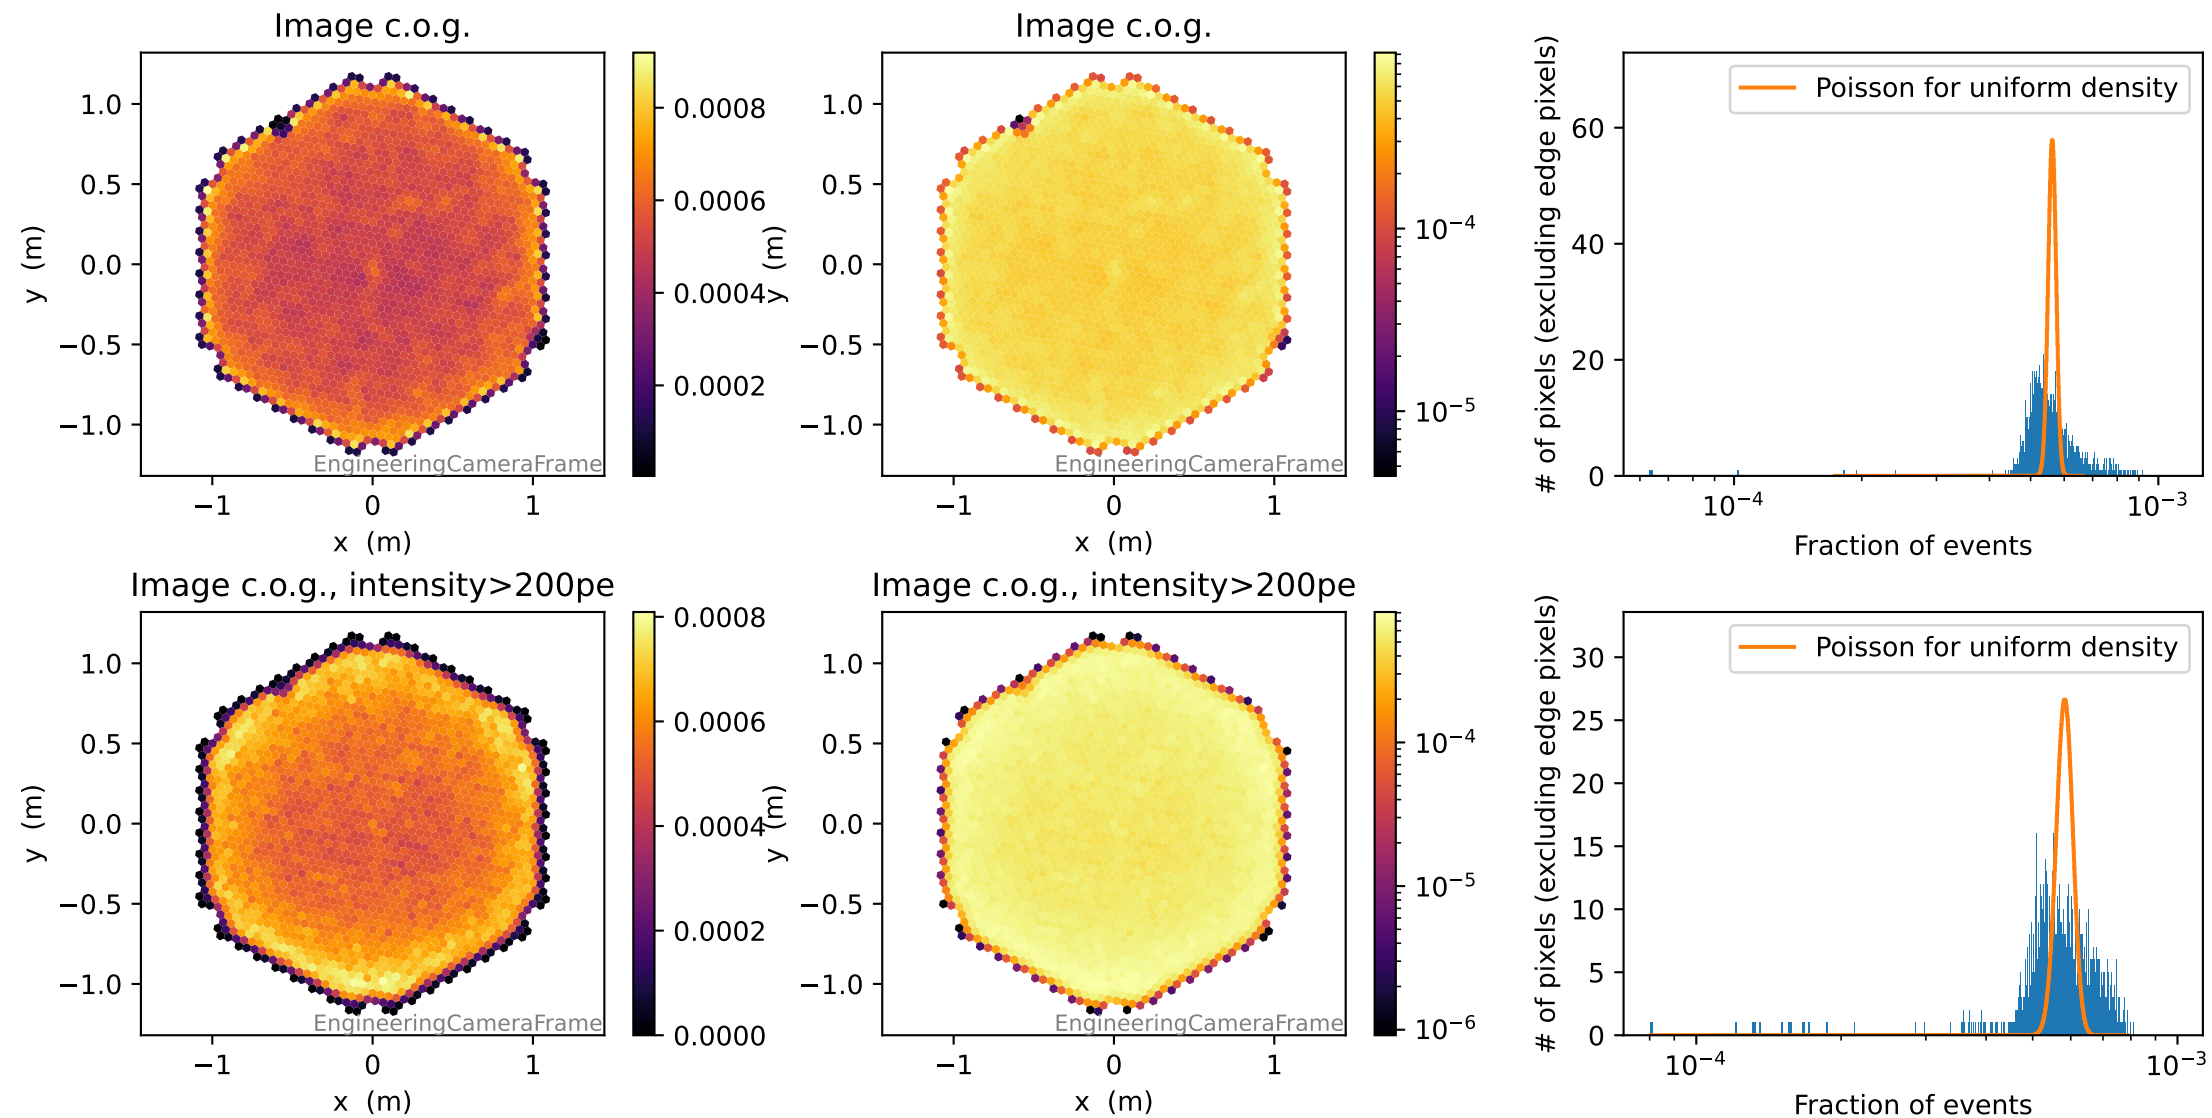 Image c.o.g.
1.0
0.5
0.0
−0.5
−1.0
y (m)
−1
0
1
x (m)
EngineeringCameraFrame
0.0008
0.0006
0.0004
0.0002
Image c.o.g.
1.0
0.5
0.0
−0.5
−1.0
y (m)
−1
0
1
x (m)
EngineeringCameraFrame
10⁻⁴
10⁻⁵
Poisson for uniform density
60
40
20
0
# of pixels (excluding edge pixels)
10⁻⁴
10⁻³
Fraction of events
Image c.o.g., intensity>200pe
1.0
0.5
0.0
−0.5
−1.0
y (m)
−1
0
1
x (m)
EngineeringCameraFrame
0.0008
0.0006
0.0004
0.0002
0.0000
Image c.o.g., intensity>200pe
1.0
0.5
0.0
−0.5
−1.0
y (m)
−1
0
1
x (m)
EngineeringCameraFrame
10⁻⁴
10⁻⁵
10⁻⁶
Poisson for uniform density
30
25
20
15
10
5
0
# of pixels (excluding edge pixels)
10⁻⁴
10⁻³
Fraction of events